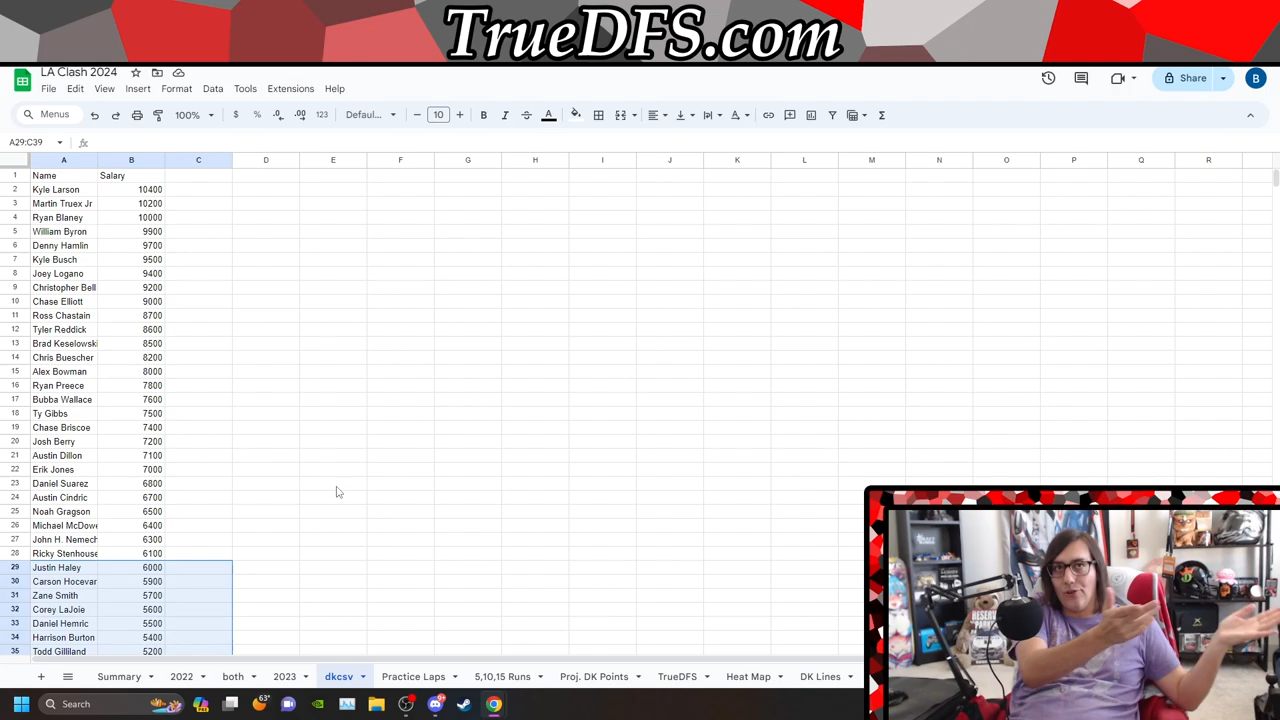 TrueDFS.com
LA Clash 2024
File Edit View Insert Format Data Tools Extensions Help
Share
B
Menus 100% $ % .0 .00 123 Defaul... 10 B I A
A29:C39 fx
A B C D E F G H I J K L M N O P Q R
1 Name Salary
2 Kyle Larson 10400
3 Martin Truex Jr 10200
4 Ryan Blaney 10000
5 William Byron 9900
6 Denny Hamlin 9700
7 Kyle Busch 9500
8 Joey Logano 9400
9 Christopher Bell 9200
10 Chase Elliott 9000
11 Ross Chastain 8700
12 Tyler Reddick 8600
13 Brad Keselowski 8500
14 Chris Buescher 8200
15 Alex Bowman 8000
16 Ryan Preece 7800
17 Bubba Wallace 7600
18 Ty Gibbs 7500
19 Chase Briscoe 7400
20 Josh Berry 7200
21 Austin Dillon 7100
22 Erik Jones 7000
23 Daniel Suarez 6800
24 Austin Cindric 6700
25 Noah Gragson 6500
26 Michael McDowe 6400
27 John H. Nemech 6300
28 Ricky Stenhouse 6100
29 Justin Haley 6000
30 Carson Hocevar 5900
31 Zane Smith 5700
32 Corey LaJoie 5600
33 Daniel Hemric 5500
34 Harrison Burton 5400
35 Todd Gilliland 5200
Summary 2022 both 2023 dkcsv Practice Laps 5,10,15 Runs Proj. DK Points TrueDFS Heat Map DK Lines
Search
63°